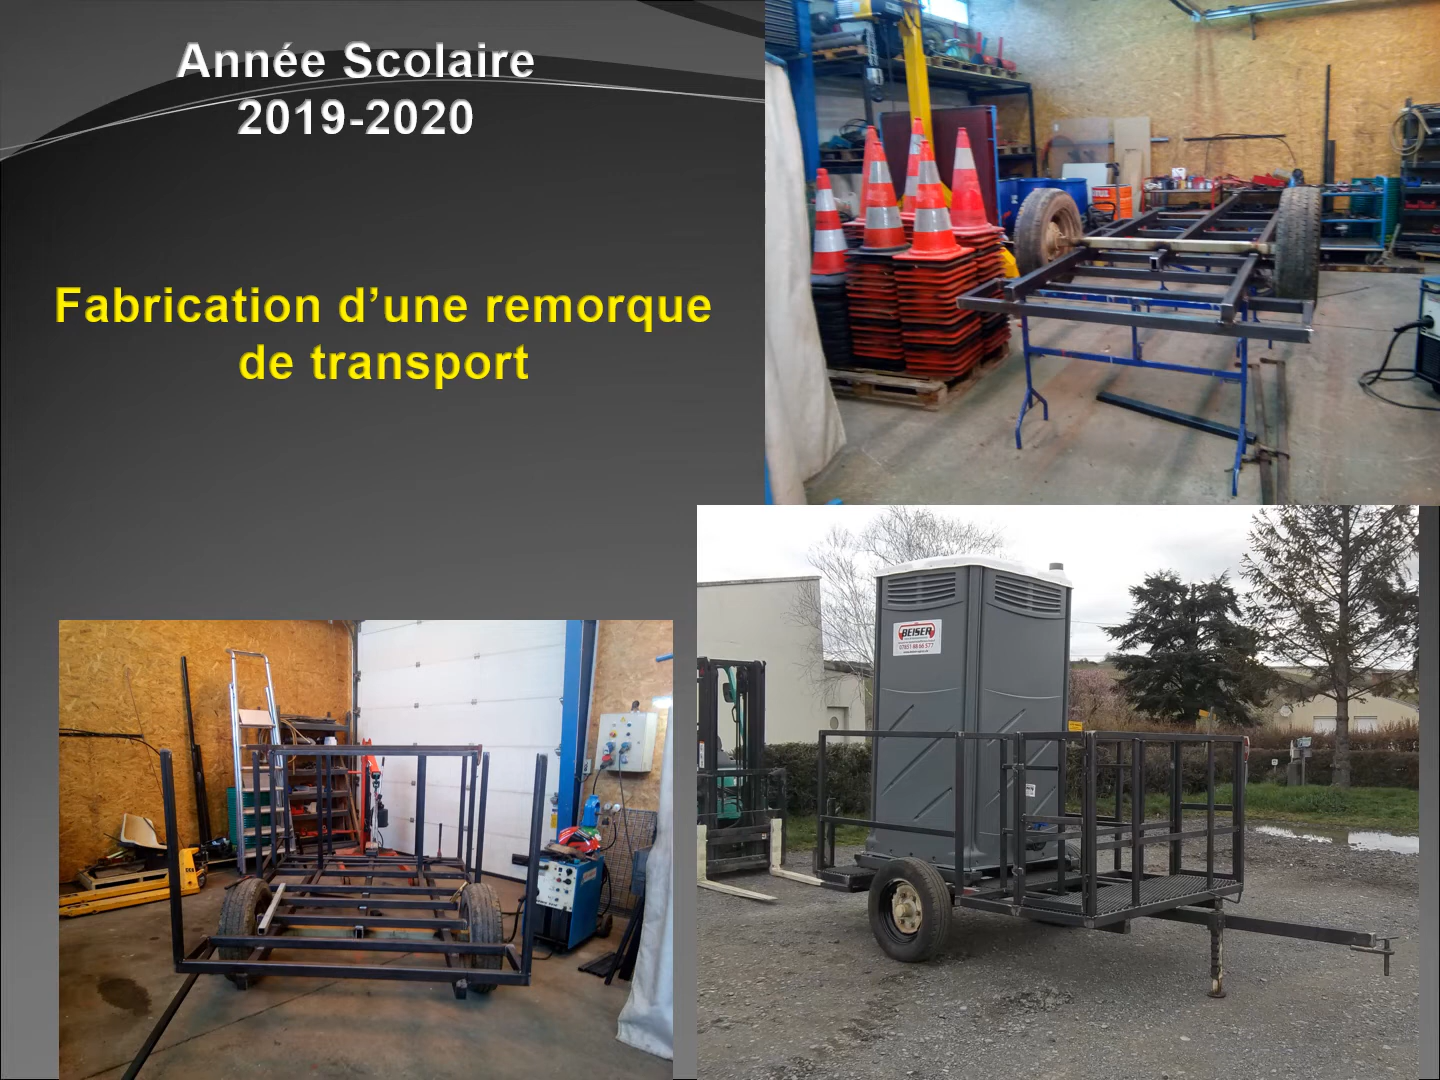 Année Scolaire
2019-2020
Fabrication d’une remorque
de transport
BEISER